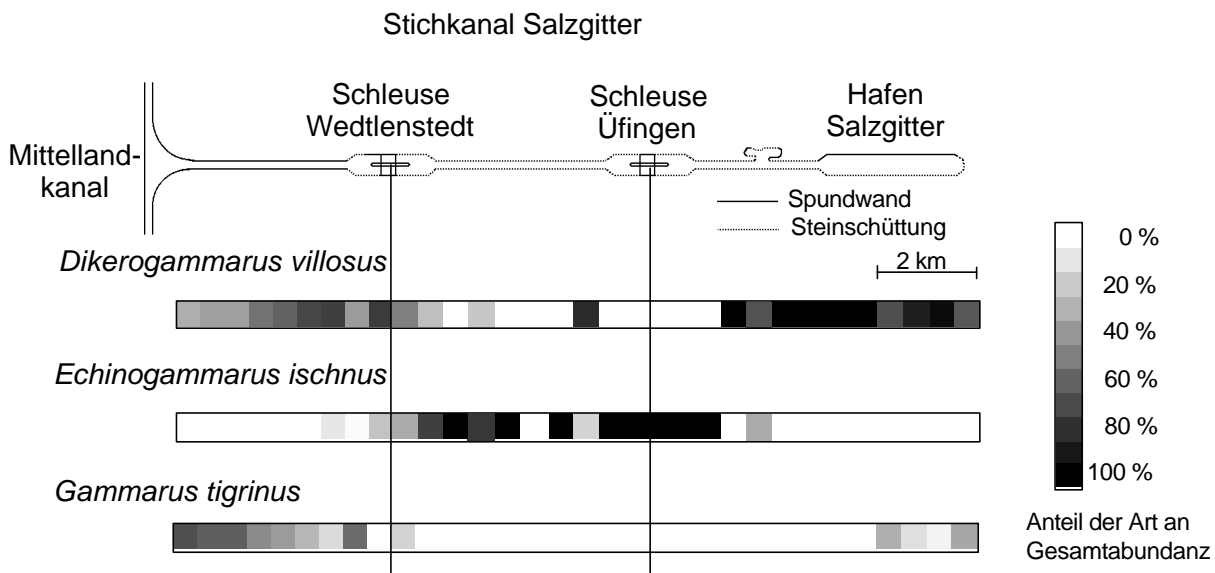 Stichkanal Salzgitter
Schleuse
Wedtlenstedt
Schleuse
Üfingen
Hafen
Salzgitter
Mittelland-
kanal
Spundwand
Steinschüttung
2 km
Dikerogammarus villosus
Echinogammarus ischnus
Gammarus tigrinus
0 %
20 %
40 %
60 %
80 %
100 %
Anteil der Art an
Gesamtabundanz